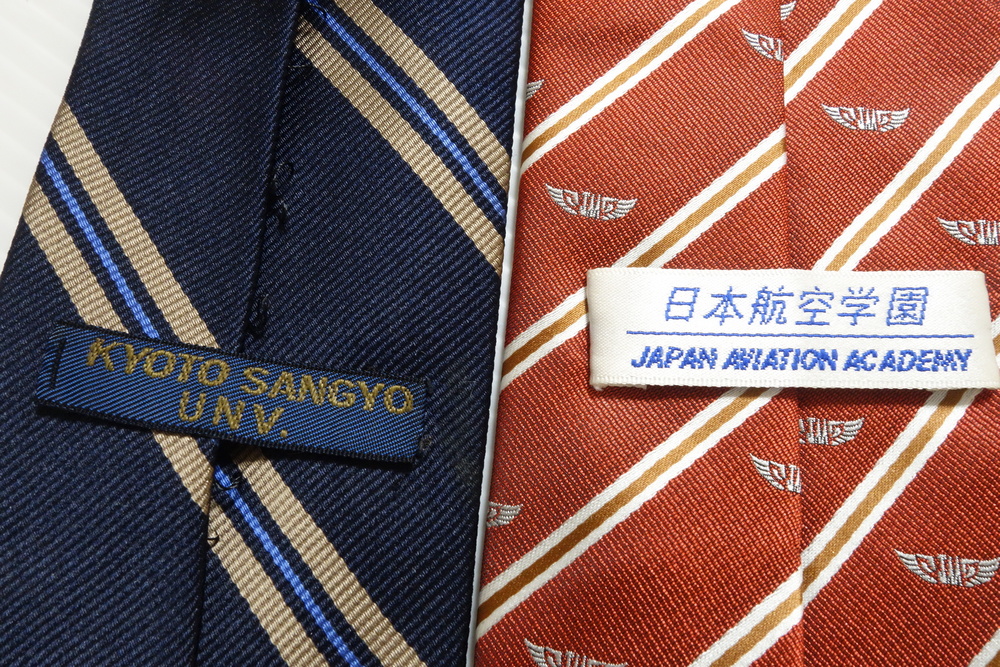 KYOTO SANGYO
UNV.
日本航空学園
JAPAN AVIATION ACADEMY